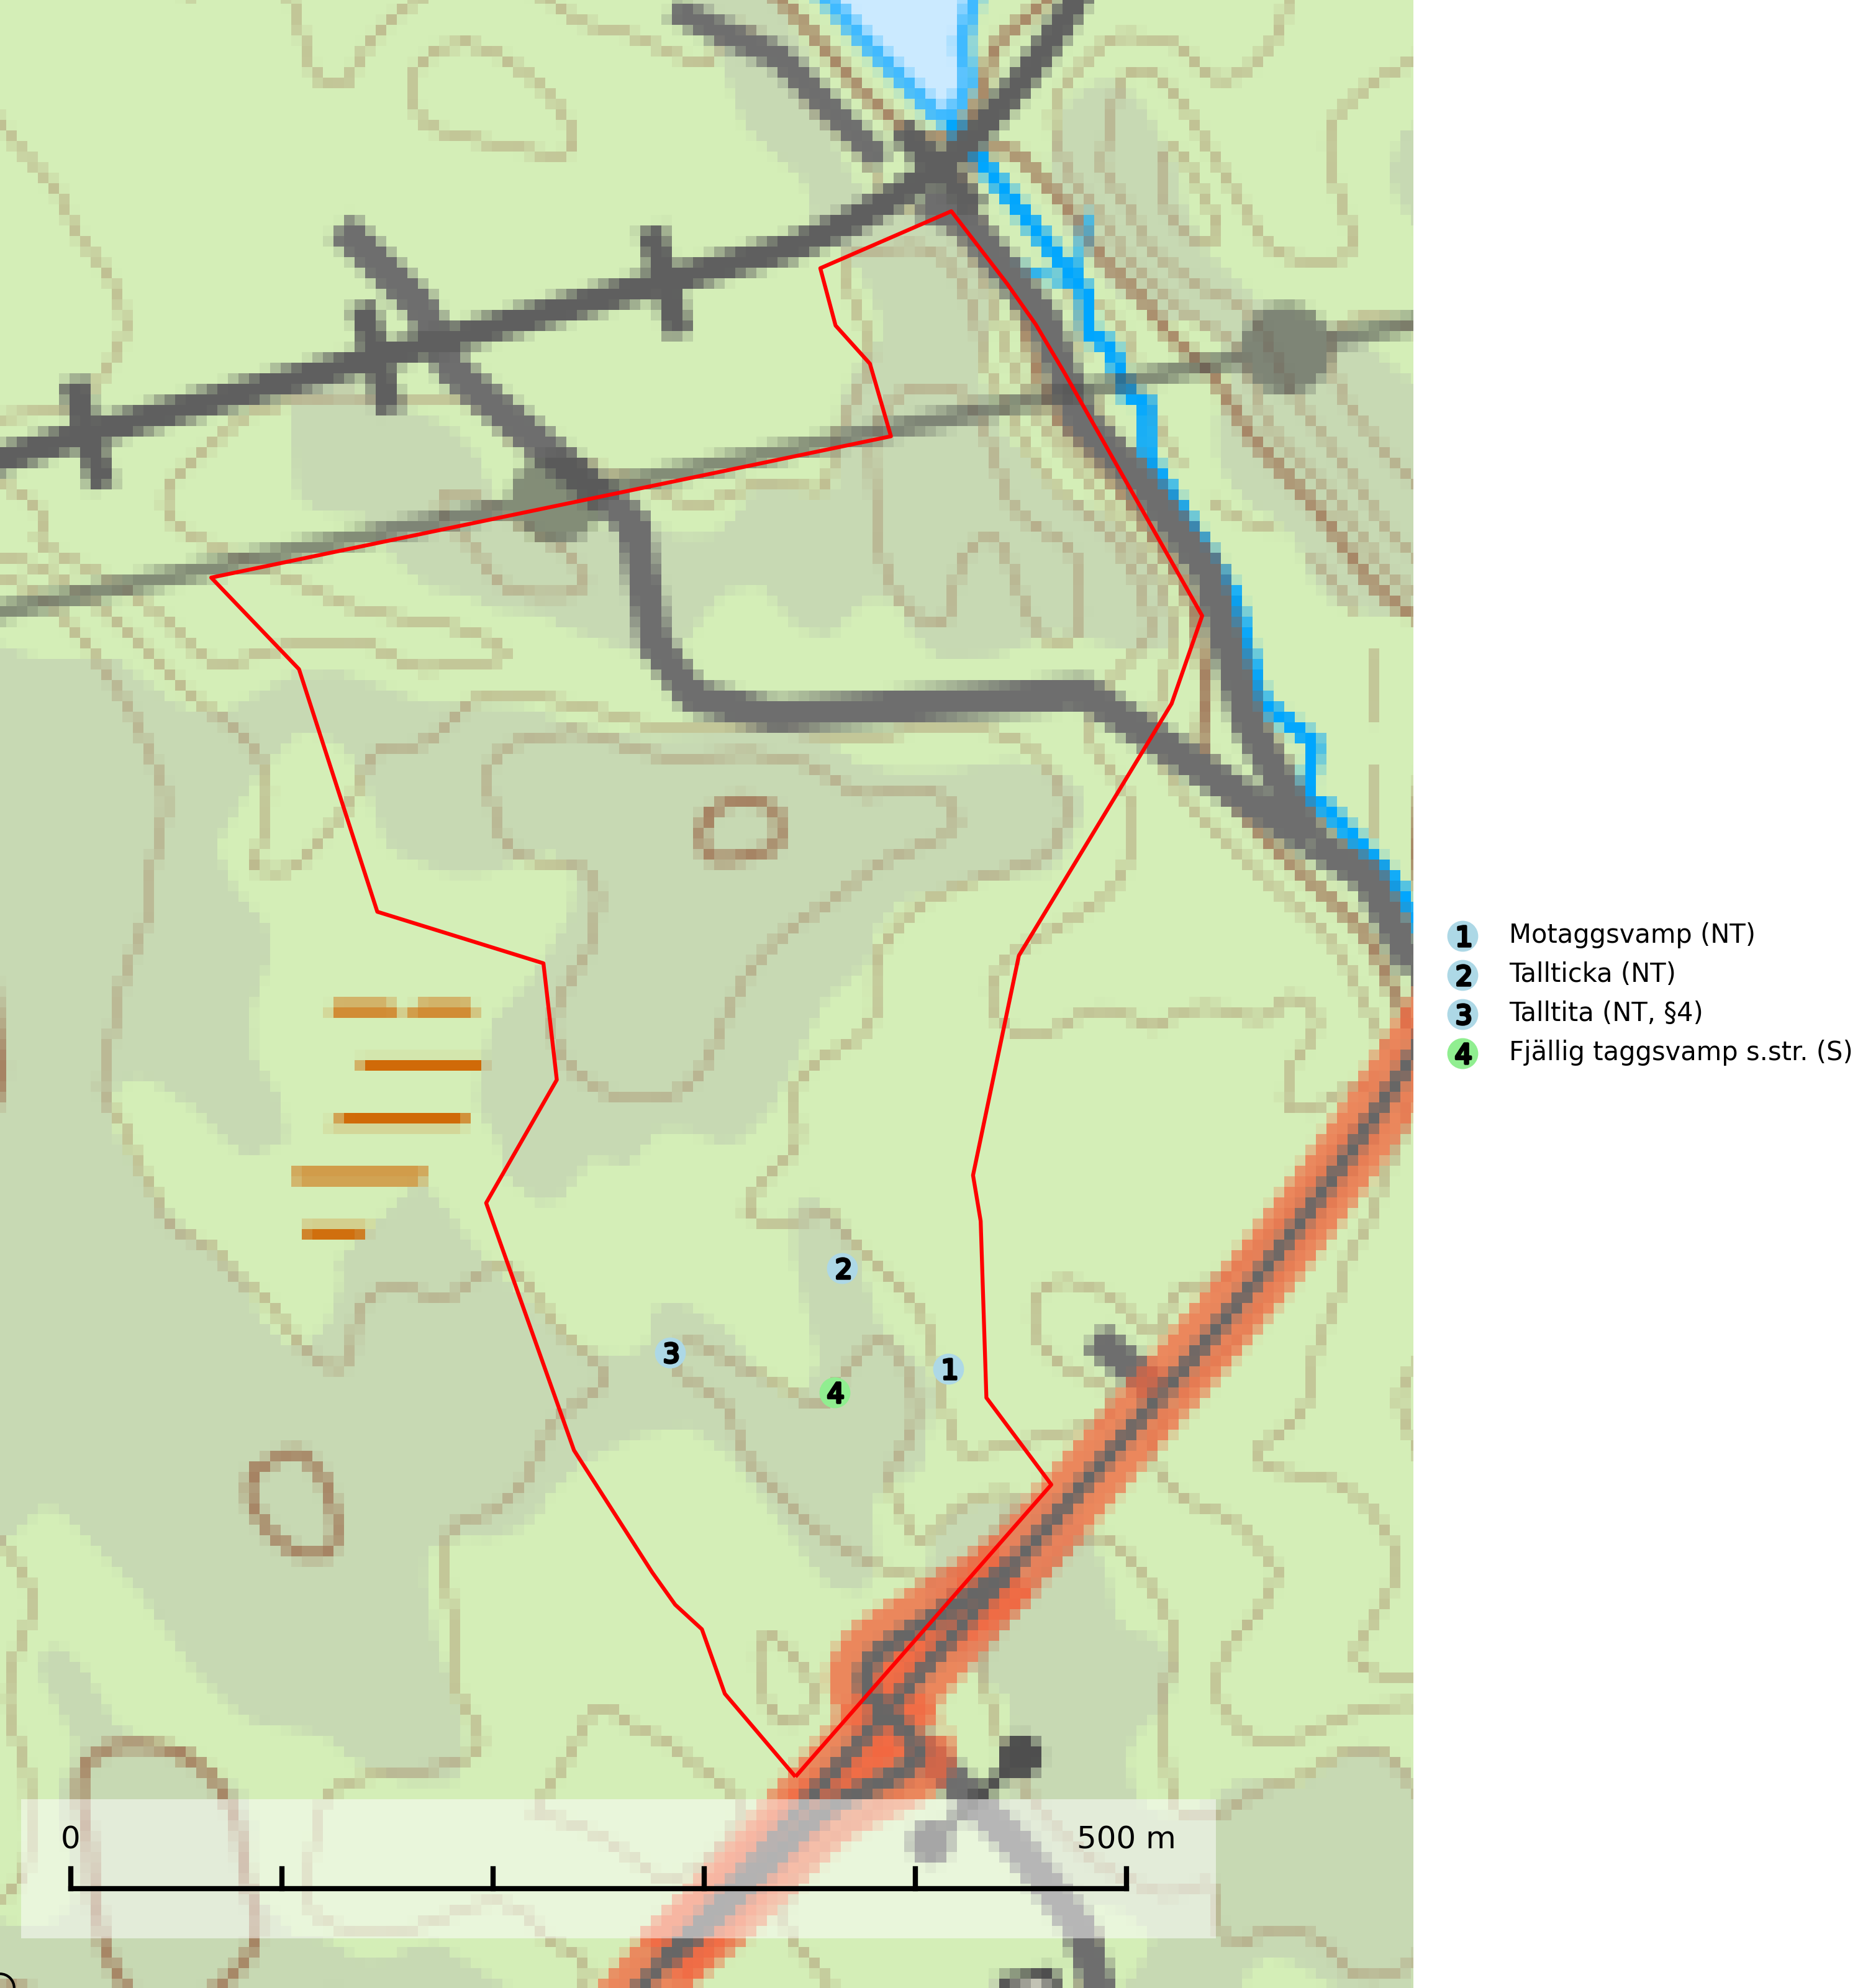 1 Motaggsvamp (NT)
2 Tallticka (NT)
3 Talltita (NT, §4)
4 Fjällig taggsvamp s.str. (S)
2
3
1
4
0 500 m